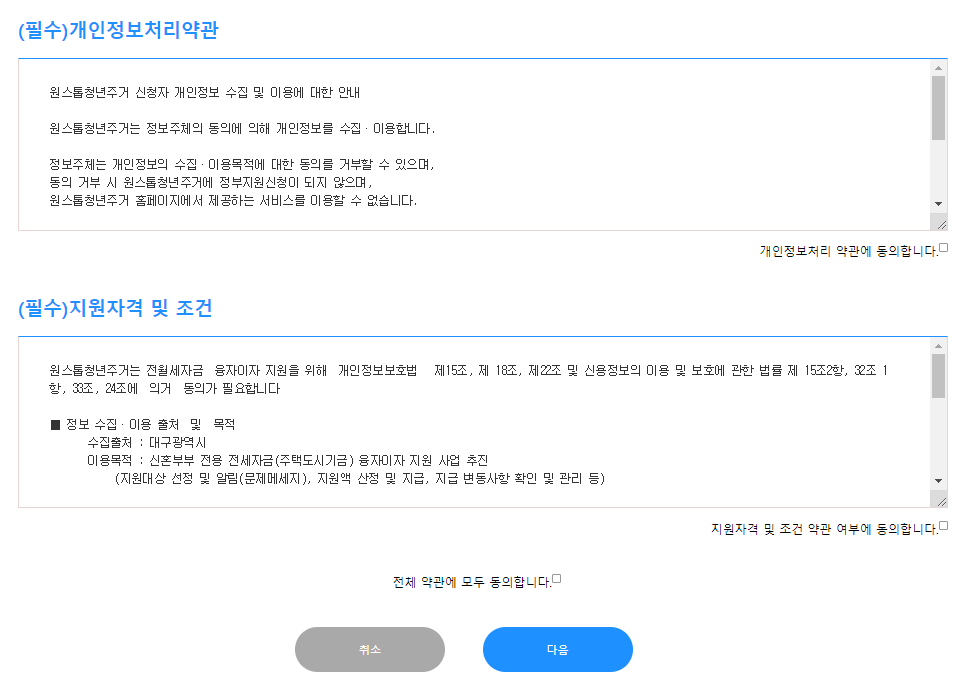 (필수)개인정보처리약관
원스톱청년주거 신청자 개인정보 수집 및 이용에 대한 안내
원스톱청년주거는 정보주체의 동의에 의해 개인정보를 수집·이용합니다.
정보주체는 개인정보의 수집·이용목적에 대한 동의를 거부할 수 있으며,
동의 거부 시 원스톱청년주거에 정부지원신청이 되지 않으며,
원스톱청년주거 홈페이지에서 제공하는 서비스를 이용할 수 없습니다.
개인정보처리 약관에 동의합니다.
(필수)지원자격 및 조건
원스톱청년주거는 전월세자금 융자이자 지원을 위해 개인정보보호법 제15조, 제 18조, 제22조 및 신용정보의 이용 및 보호에 관한 법률 제 15조2항, 32조 1
항, 33조, 24조에 의거 동의가 필요합니다
■ 정보 수집·이용 출처 및 목적
수집출처 : 대구광역시
이용목적 : 신혼부부 전용 전세자금(주택도시기금) 융자이자 지원 사업 추진
(지원대상 선정 및 알림(문제메세지), 지원액 산정 및 지급, 지급 변동사항 확인 및 관리 등)
지원자격 및 조건 약관 여부에 동의합니다.
전체 약관에 모두 동의합니다.
취소
다음